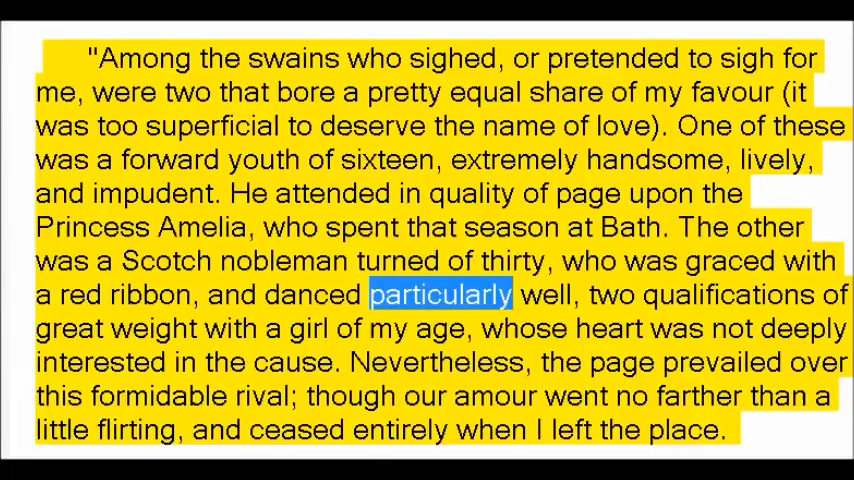 "Among the swains who sighed, or pretended to sigh for
me, were two that bore a pretty equal share of my favour (it
was too superficial to deserve the name of love). One of these
was a forward youth of sixteen, extremely handsome, lively,
and impudent. He attended in quality of page upon the
Princess Amelia, who spent that season at Bath. The other
was a Scotch nobleman turned of thirty, who was graced with
a red ribbon, and danced particularly well, two qualifications of
great weight with a girl of my age, whose heart was not deeply
interested in the cause. Nevertheless, the page prevailed over
this formidable rival; though our amour went no farther than a
little flirting, and ceased entirely when I left the place.